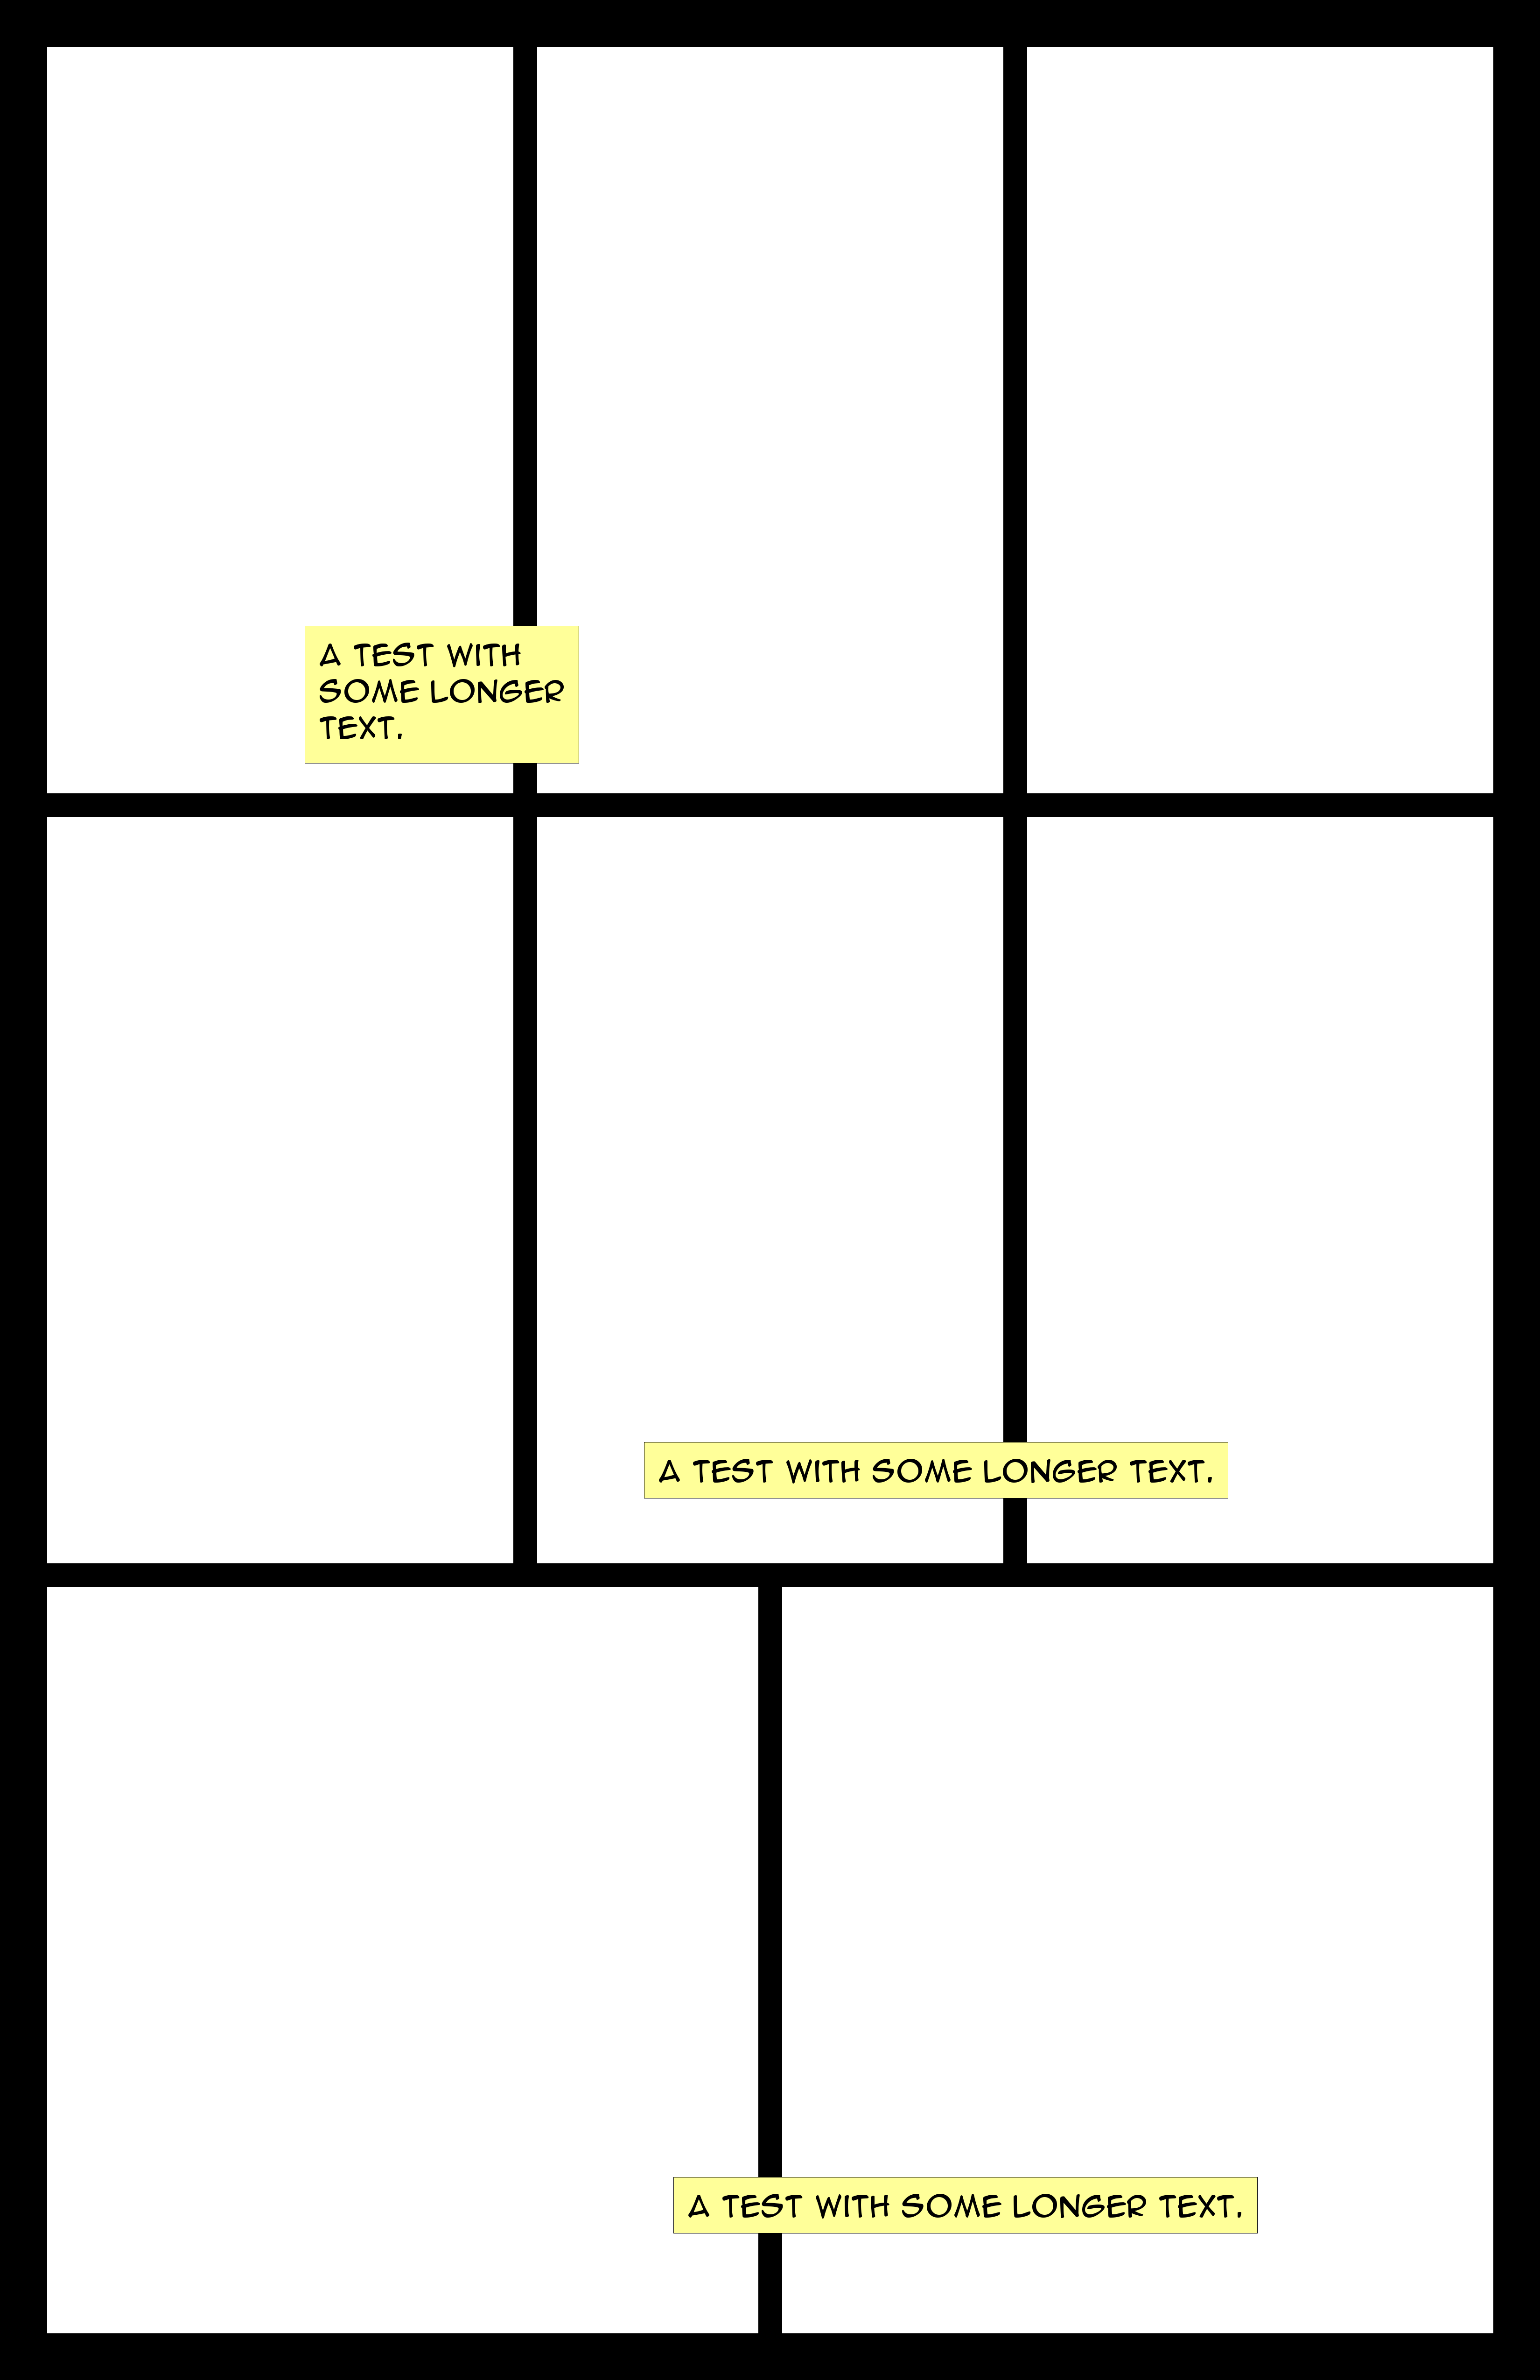 A TEST WITH
SOME LONGER
TEXT.
A TEST WITH SOME LONGER TEXT.
A TEST WITH SOME LONGER TEXT.